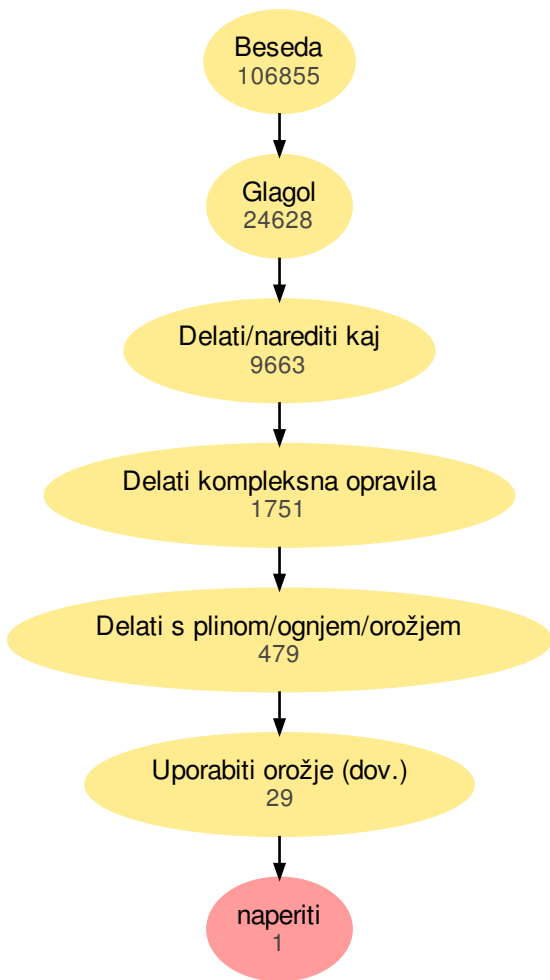 Beseda
106855
Glagol
24628
Delati/narediti kaj
9663
Delati kompleksna opravila
1751
Delati s plinom/ognjem/orožjem
479
Uporabiti orožje (dov.)
29
naperiti
1